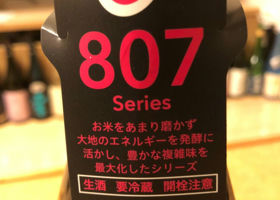 807
Series
お米をあまり磨かず
大地のエネルギーを発酵に
活かし、豊かな複雑味を
最大化したシリーズ
生酒 要冷蔵 開栓注意